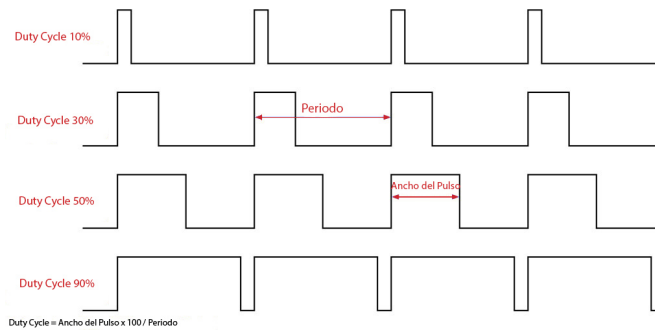 Duty Cycle 10%
Duty Cycle 30%
Periodo
Duty Cycle 50%
Ancho del Pulso
Duty Cycle 90%
Duty Cycle = Ancho del Pulso x 100 / Periodo